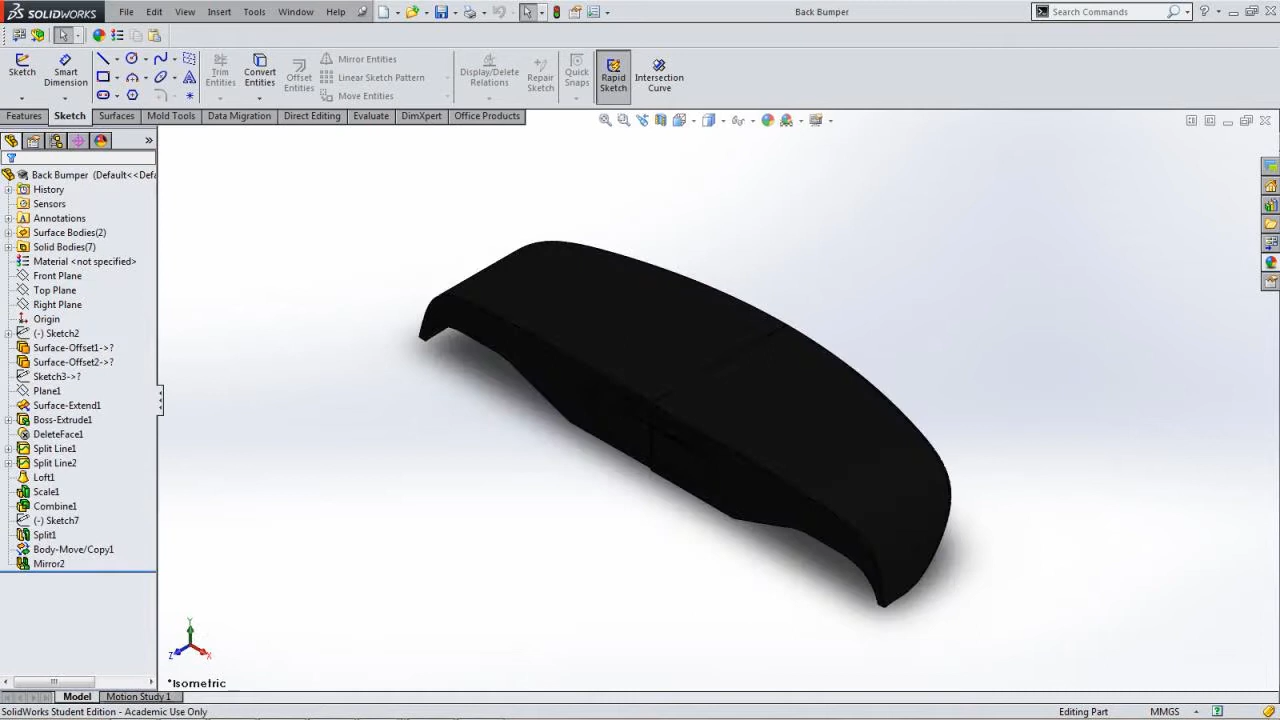 SOLIDWORKS File Edit View Insert Tools Window Help Back Bumper Search Commands
Sketch Smart Dimension Trim Entities Convert Entities Offset Entities Mirror Entities Linear Sketch Pattern Move Entities Display/Delete Relations Repair Sketch Quick Snaps Rapid Sketch Intersection Curve
Features Sketch Surfaces Mold Tools Data Migration Direct Editing Evaluate DimXpert Office Products
Back Bumper (Default<<Defa
History
Sensors
Annotations
Surface Bodies(2)
Solid Bodies(7)
Material <not specified>
Front Plane
Top Plane
Right Plane
Origin
(-) Sketch2
Surface-Offset1->?
Surface-Offset2->?
Sketch3->?
Plane1
Surface-Extend1
Boss-Extrude1
DeleteFace1
Split Line1
Split Line2
Loft1
Scale1
Combine1
(-) Sketch7
Split1
Body-Move/Copy1
Mirror2
Y
Z X
*Isometric
Model Motion Study 1
SolidWorks Student Edition - Academic Use Only Editing Part MMGS